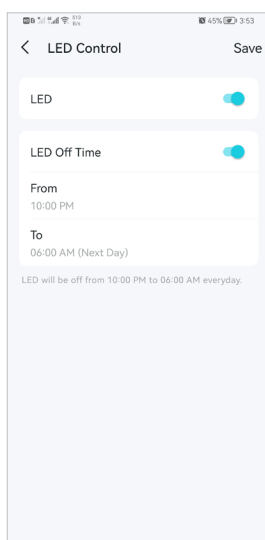 510 B/s 45% 3:53
LED Control Save
LED
LED Off Time
From
10:00 PM
To
06:00 AM (Next Day)
LED will be off from 10:00 PM to 06:00 AM everyday.